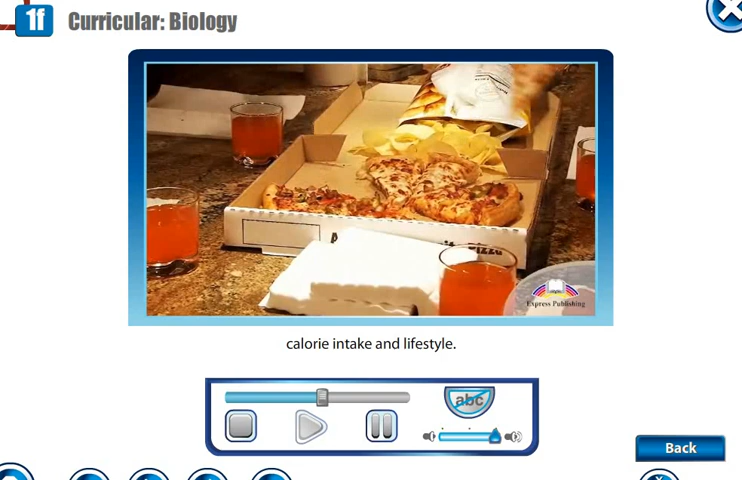 1f Curricular: Biology
Express Publishing
calorie intake and lifestyle.
abc
Back